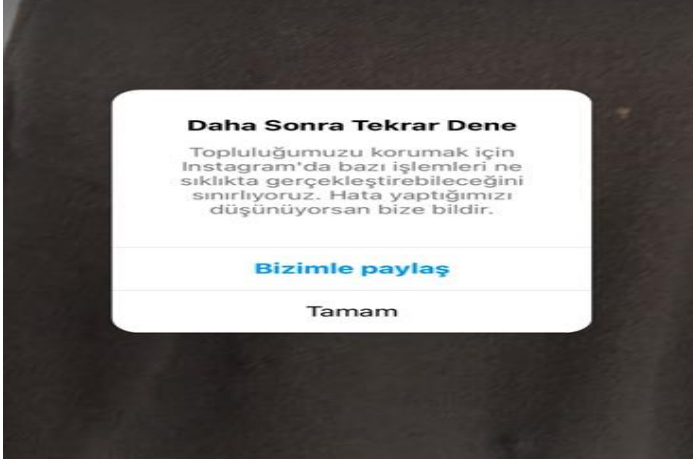 Daha Sonra Tekrar Dene
Topluluğumuzu korumak için
Instagram'da bazı işlemleri ne
sıklıkta gerçekleştirebileceğini
sınırlıyoruz. Hata yaptığımızı
düşünüyorsan bize bildir.
Bizimle paylaş
Tamam